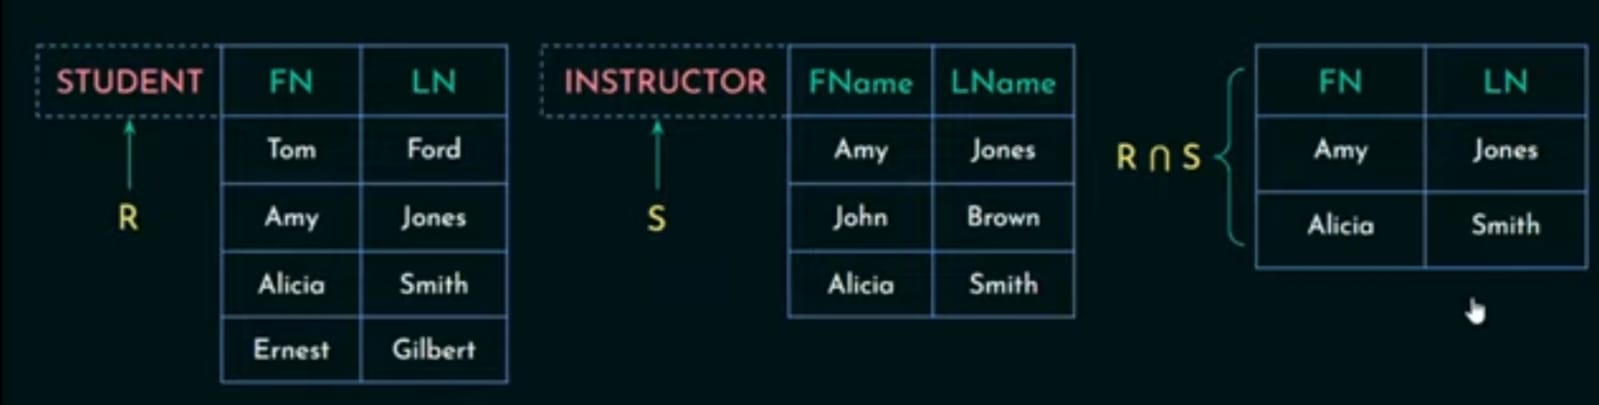 STUDENT FN LN
Tom Ford
R Amy Jones
Alicia Smith
Ernest Gilbert
INSTRUCTOR FName LName
Amy Jones
S John Brown
Alicia Smith
R ∩ S
FN LN
Amy Jones
Alicia Smith